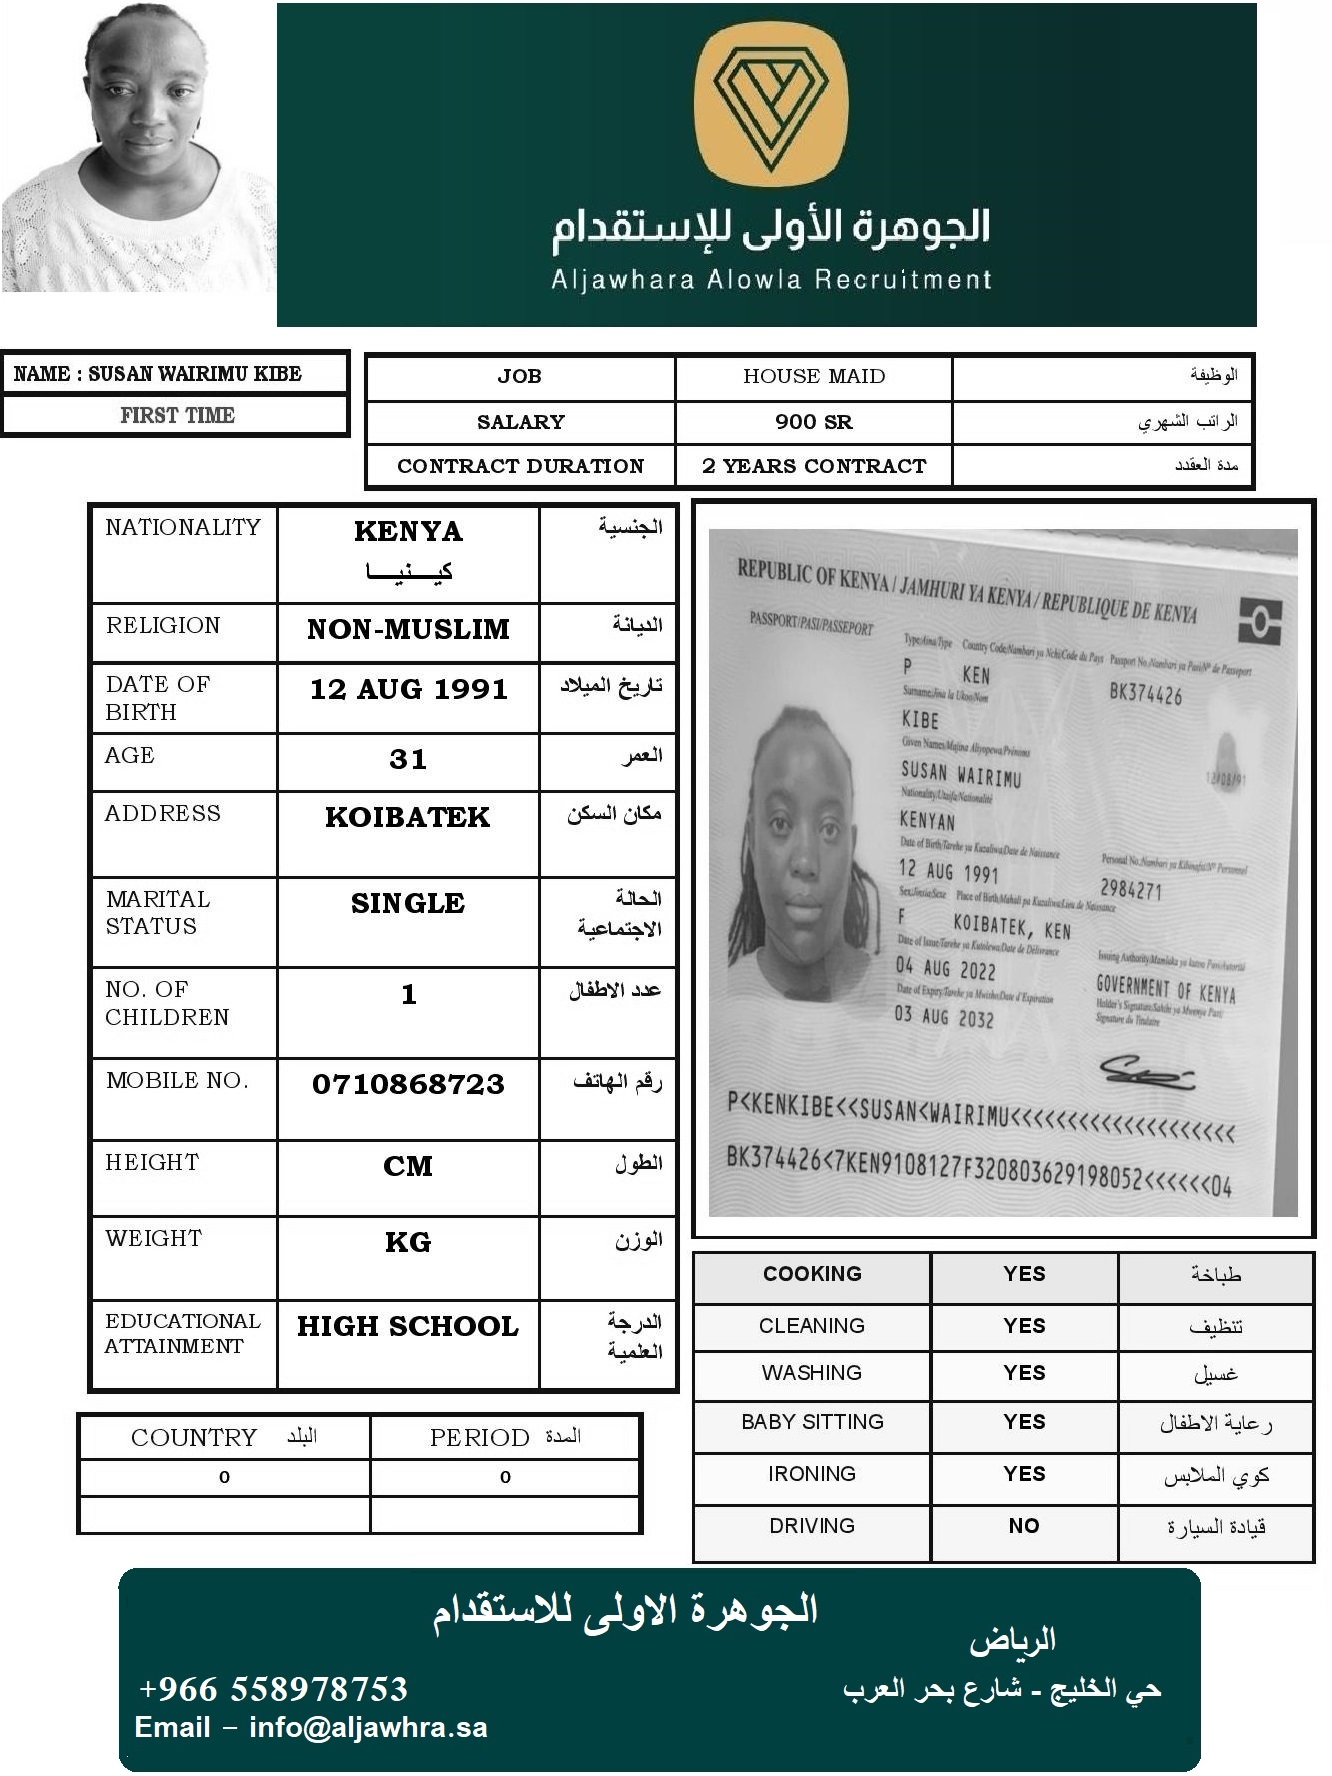 الجوهرة الأولى للإستقدام
Aljawhara Alowla Recruitment
NAME : SUSAN WAIRIMU KIBE
FIRST TIME
JOB HOUSE MAID الوظيفة
SALARY 900 SR الراتب الشهري
CONTRACT DURATION 2 YEARS CONTRACT مدة العقدد
NATIONALITY KENYA الجنسية
كيـــنيـــا
RELIGION NON-MUSLIM الديانة
DATE OF BIRTH 12 AUG 1991 تاريخ الميلاد
AGE 31 العمر
ADDRESS KOIBATEK مكان السكن
MARITAL STATUS SINGLE الحالة الاجتماعية
NO. OF CHILDREN 1 عدد الاطفال
MOBILE NO. 0710868723 رقم الهاتف
HEIGHT CM الطول
WEIGHT KG الوزن
EDUCATIONAL ATTAINMENT HIGH SCHOOL الدرجة العلمية
COUNTRY البلد PERIOD المدة
0 0
REPUBLIC OF KENYA / JAMHURI YA KENYA / REPUBLIQUE DE KENYA
PASSPORT/PASI/PASSEPORT
Type/Aina/Type Country Code/Nambari ya Nchi/Code du Pays Passport No./Nambari ya Pasi/Nº de Passeport
P KEN BK374426
Surname/Jina la Ukoo/Nom
KIBE
Given Names/Majina Aliyopewa/Prénoms
SUSAN WAIRIMU
12/08/91
Nationality/Utaifa/Nationalité
KENYAN
Date of Birth/Tarehe ya Kuzaliwa/Date de Naissance Personal No./Nambari ya Kibinafsi/Nº Personnel
12 AUG 1991 2984271
Sex/Jinsia/Sexe Place of Birth/Mahali pa Kuzaliwa/Lieu de Naissance
F KOIBATEK, KEN
Date of Issue/Tarehe ya Kutolewa/Date de Délivrance Issuing Authority/Mamlaka ya kutoa Pasi/Autorité
04 AUG 2022 GOVERNMENT OF KENYA
Date of Expiry/Tarehe ya Mwisho/Date d'Expiration Holder's Signature/Sahihi ya Mwenye Pasi/
Signature du Titulaire
03 AUG 2032
P<KENKIBE<<SUSAN<WAIRIMU<<<<<<<<<<<<<<<<<<<<
BK374426<7KEN9108127F320803629198052<<<<<<04
COOKING YES طباخة
CLEANING YES تنظيف
WASHING YES غسيل
BABY SITTING YES رعاية الاطفال
IRONING YES كوي الملابس
DRIVING NO قيادة السيارة
الجوهرة الاولى للاستقدام
الرياض
حي الخليج - شارع بحر العرب
+966 558978753
Email – info@aljawhra.sa